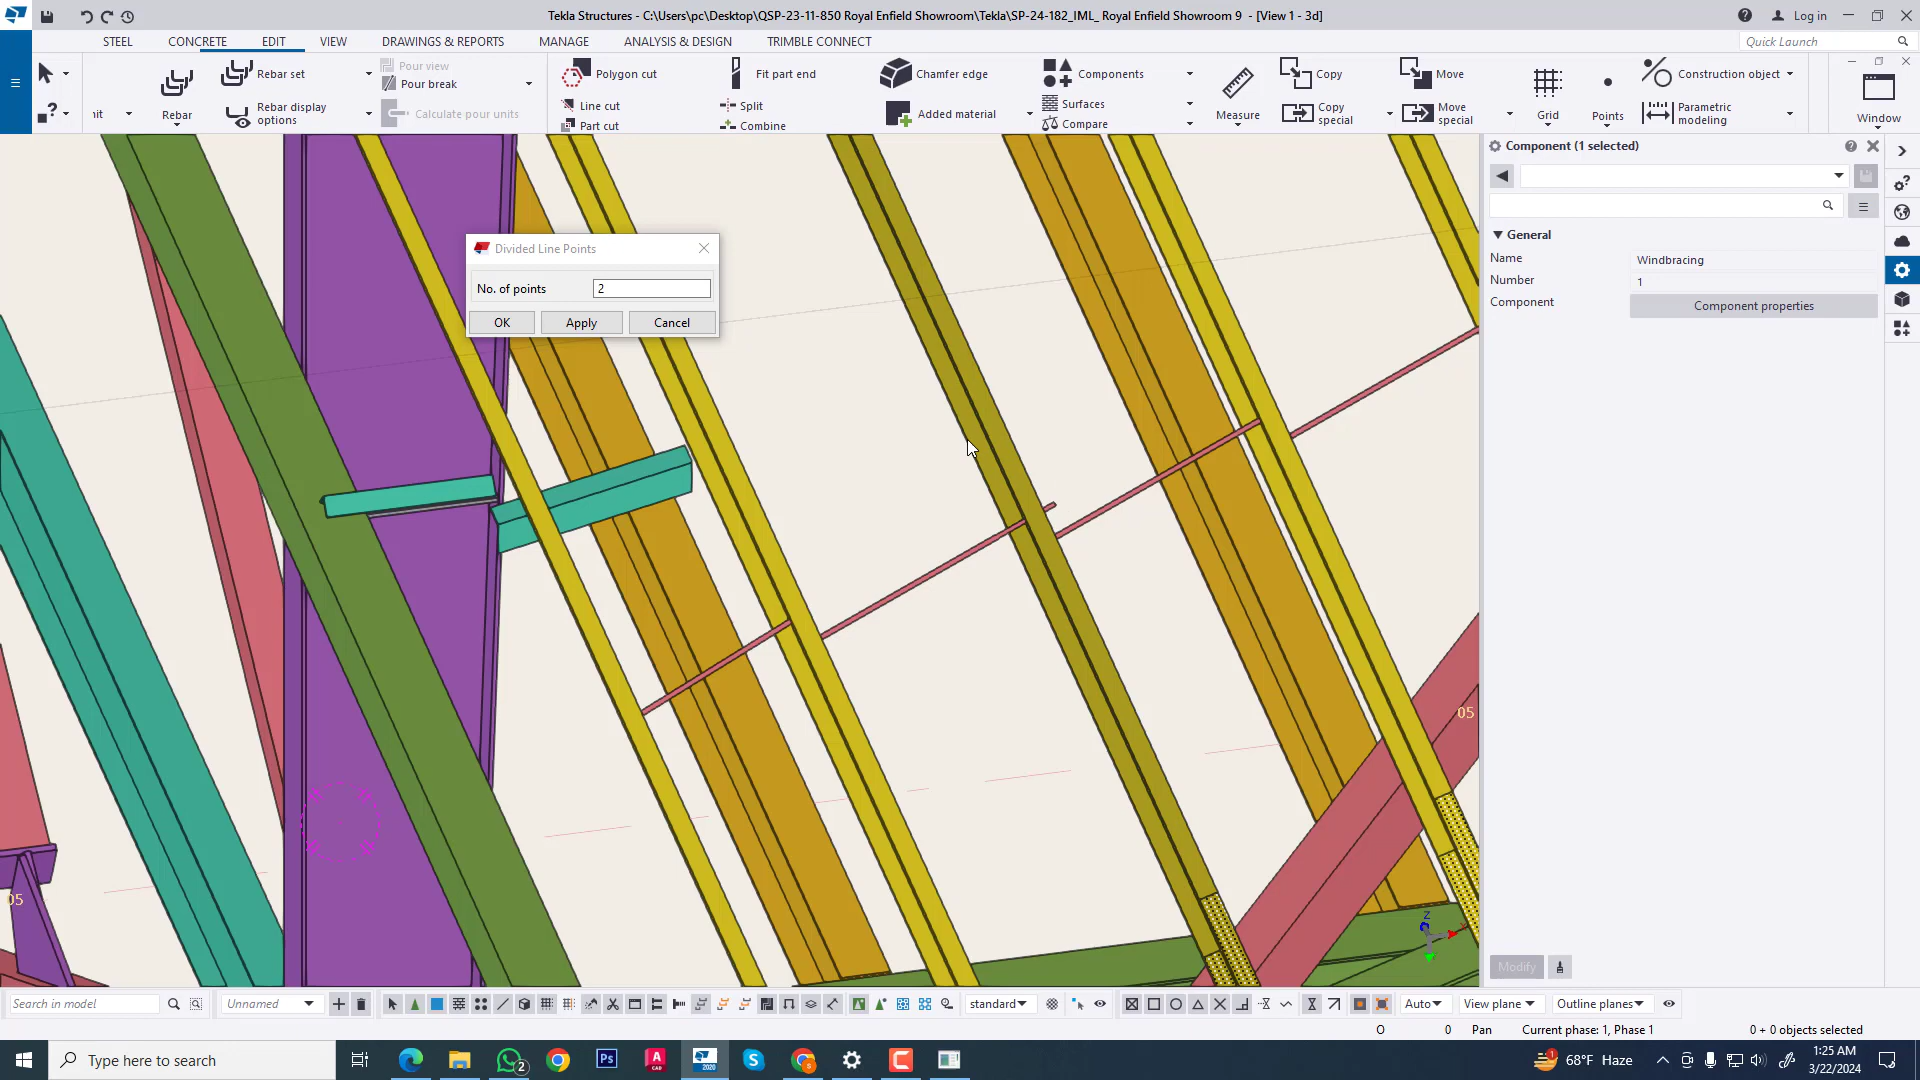 Tekla Structures - C:\Users\pc\Desktop\QSP-23-11-850 Royal Enfield Showroom\Tekla\SP-24-182_IML_ Royal Enfield Showroom 9 - [View 1 - 3d]
Log in
STEEL CONCRETE EDIT VIEW DRAWINGS & REPORTS MANAGE ANALYSIS & DESIGN TRIMBLE CONNECT
Quick Launch
Rebar set
Pour view
Pour break
Polygon cut
Fit part end
Chamfer edge
Components
Copy
Move
Construction object
Rebar display options
Calculate pour units
Line cut
Split
Added material
Surfaces
Copy special
Move special
Parametric modeling
Part cut
Combine
Compare
Rebar
Measure
Grid
Points
Window
Component (1 selected)
General
Name Windbracing
Number 1
Component Component properties
Modify
Divided Line Points
No. of points 2
OK Apply Cancel
05
05
Z
Search in model
Unnamed
standard
Auto
View plane
Outline planes
O 0 Pan Current phase: 1, Phase 1 0 + 0 objects selected
Type here to search
2
68°F Haze
1:25 AM
3/22/2024